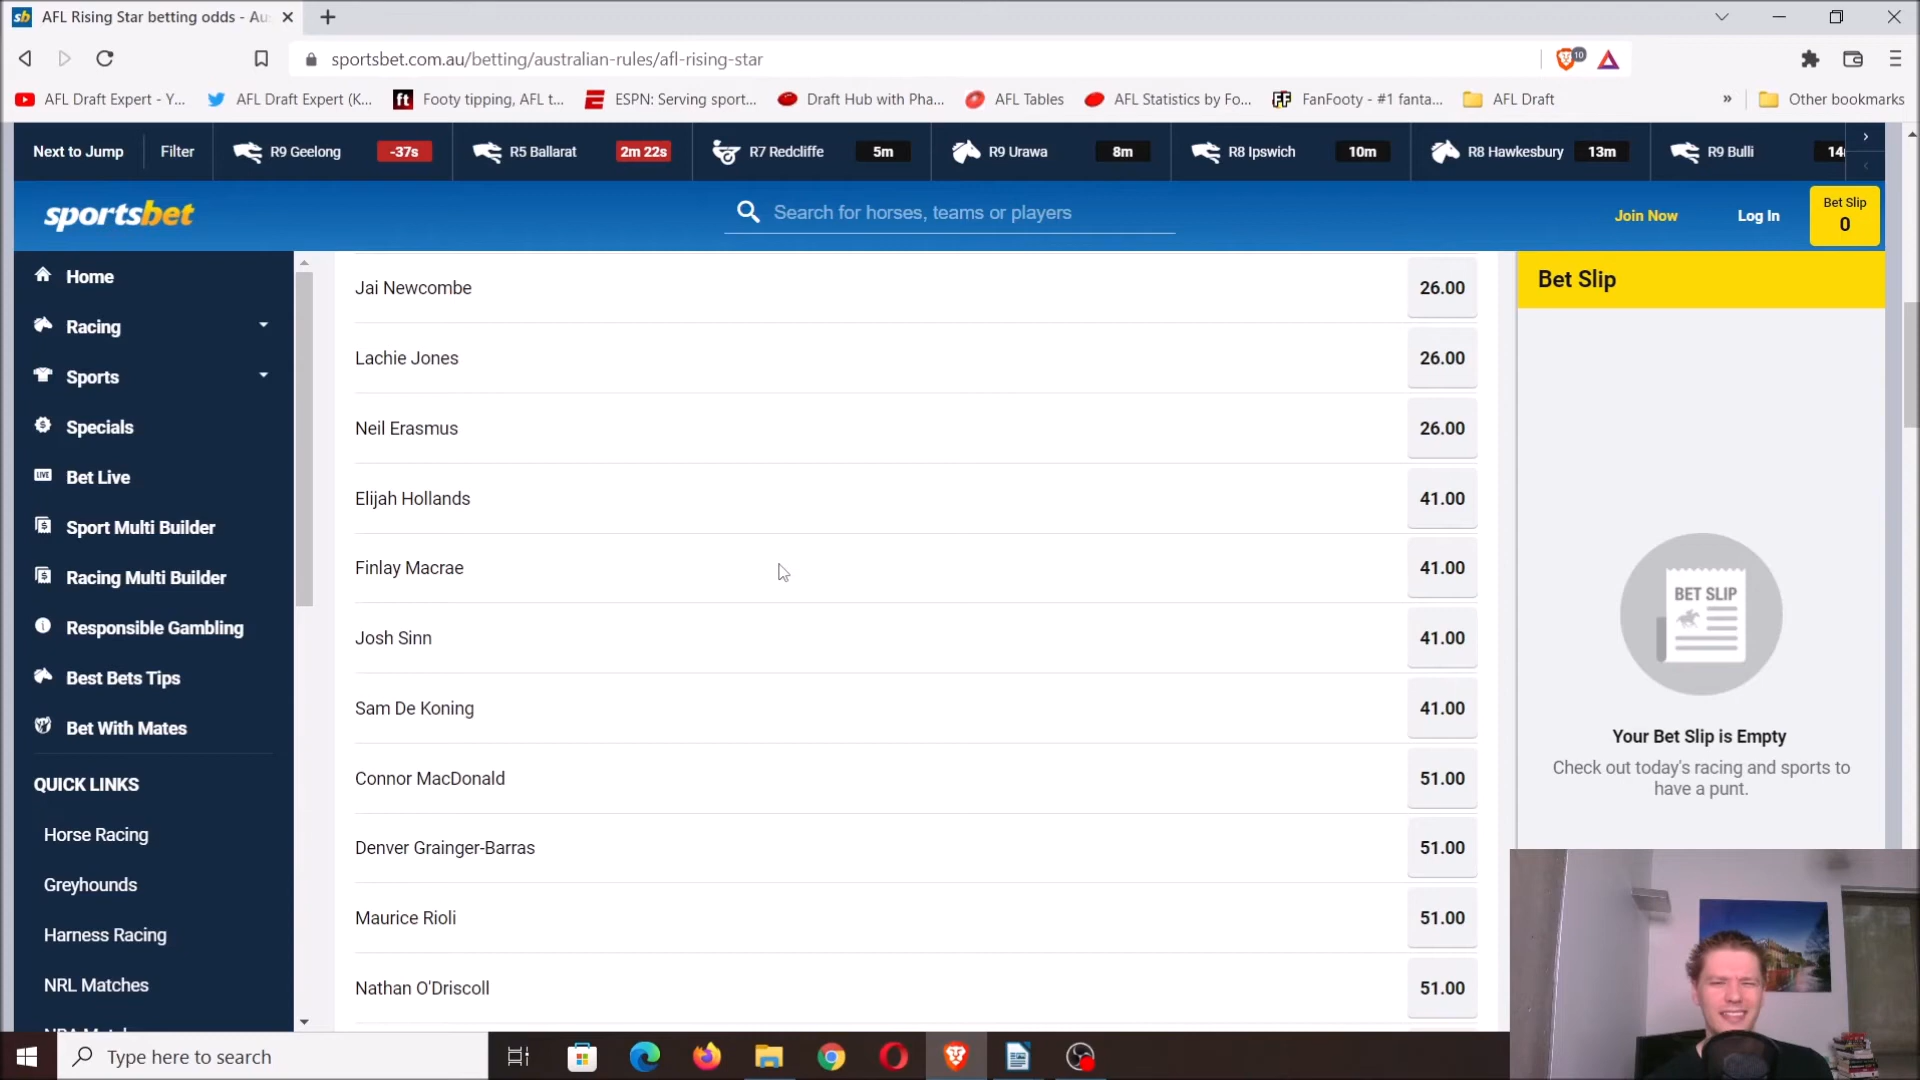 AFL Rising Star betting odds - Au
sportsbet.com.au/betting/australian-rules/afl-rising-star
10
AFL Draft Expert - Y...
AFL Draft Expert (K...
Footy tipping, AFL t...
ESPN: Serving sport...
Draft Hub with Pha...
AFL Tables
AFL Statistics by Fo...
FanFooty - #1 fanta...
AFL Draft
»
Other bookmarks
Next to Jump
Filter
R9 Geelong
-37s
R5 Ballarat
2m 22s
R7 Redcliffe
5m
R9 Urawa
8m
R8 Ipswich
10m
R8 Hawkesbury
13m
R9 Bulli
14
sportsbet
Search for horses, teams or players
Join Now
Log In
Bet Slip
0
Home
Racing
Sports
Specials
Bet Live
Sport Multi Builder
Racing Multi Builder
Responsible Gambling
Best Bets Tips
Bet With Mates
QUICK LINKS
Horse Racing
Greyhounds
Harness Racing
NRL Matches
Jai Newcombe 26.00
Lachie Jones 26.00
Neil Erasmus 26.00
Elijah Hollands 41.00
Finlay Macrae 41.00
Josh Sinn 41.00
Sam De Koning 41.00
Connor MacDonald 51.00
Denver Grainger-Barras 51.00
Maurice Rioli 51.00
Nathan O'Driscoll 51.00
Bet Slip
BET SLIP
Your Bet Slip is Empty
Check out today's racing and sports to
have a punt.
Type here to search